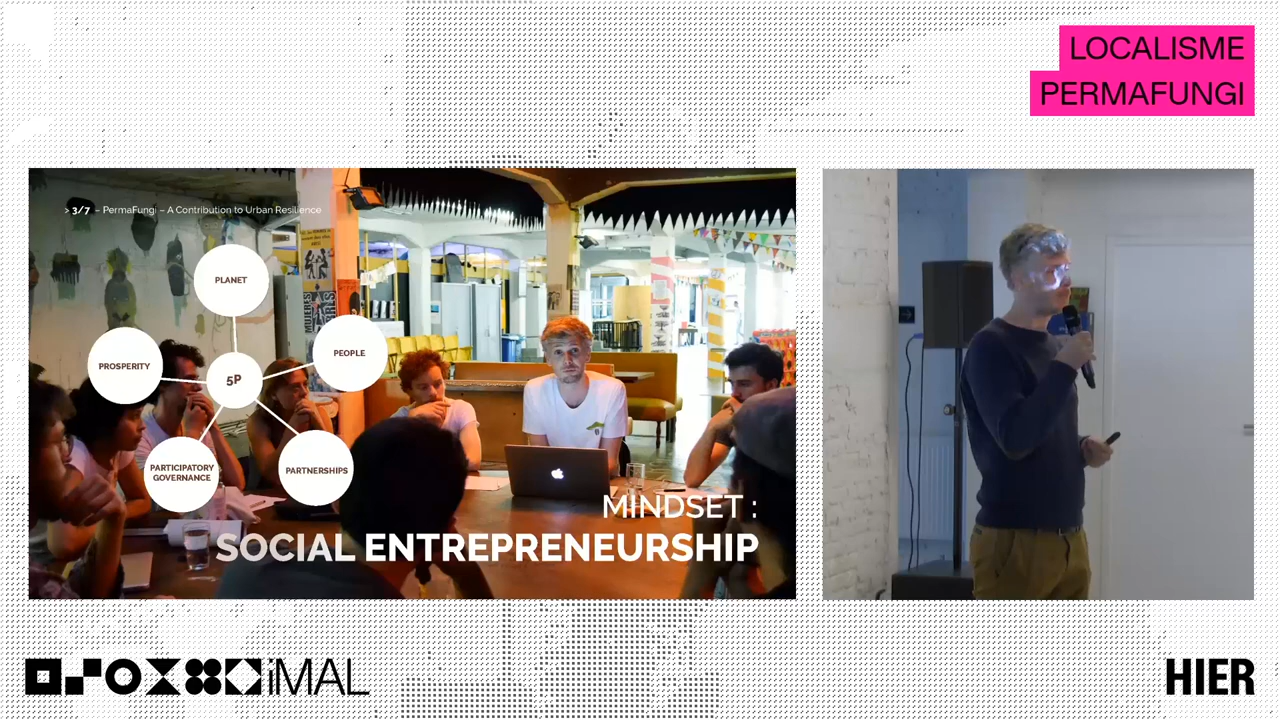 LOCALISME
PERMAFUNGI
> 3/7 – PermaFungi – A Contribution to Urban Resilience
PLANET
PROSPERITY
PEOPLE
5P
PARTICIPATORY
GOVERNANCE
PARTNERSHIPS
MINDSET :
SOCIAL ENTREPRENEURSHIP
iMAL
HIER